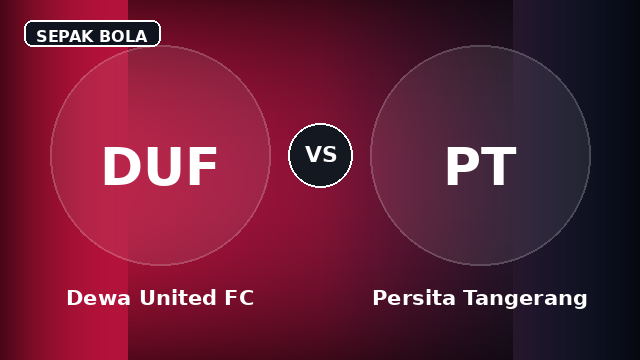 SEPAK BOLA
DUF
VS
PT
Dewa United FC
Persita Tangerang